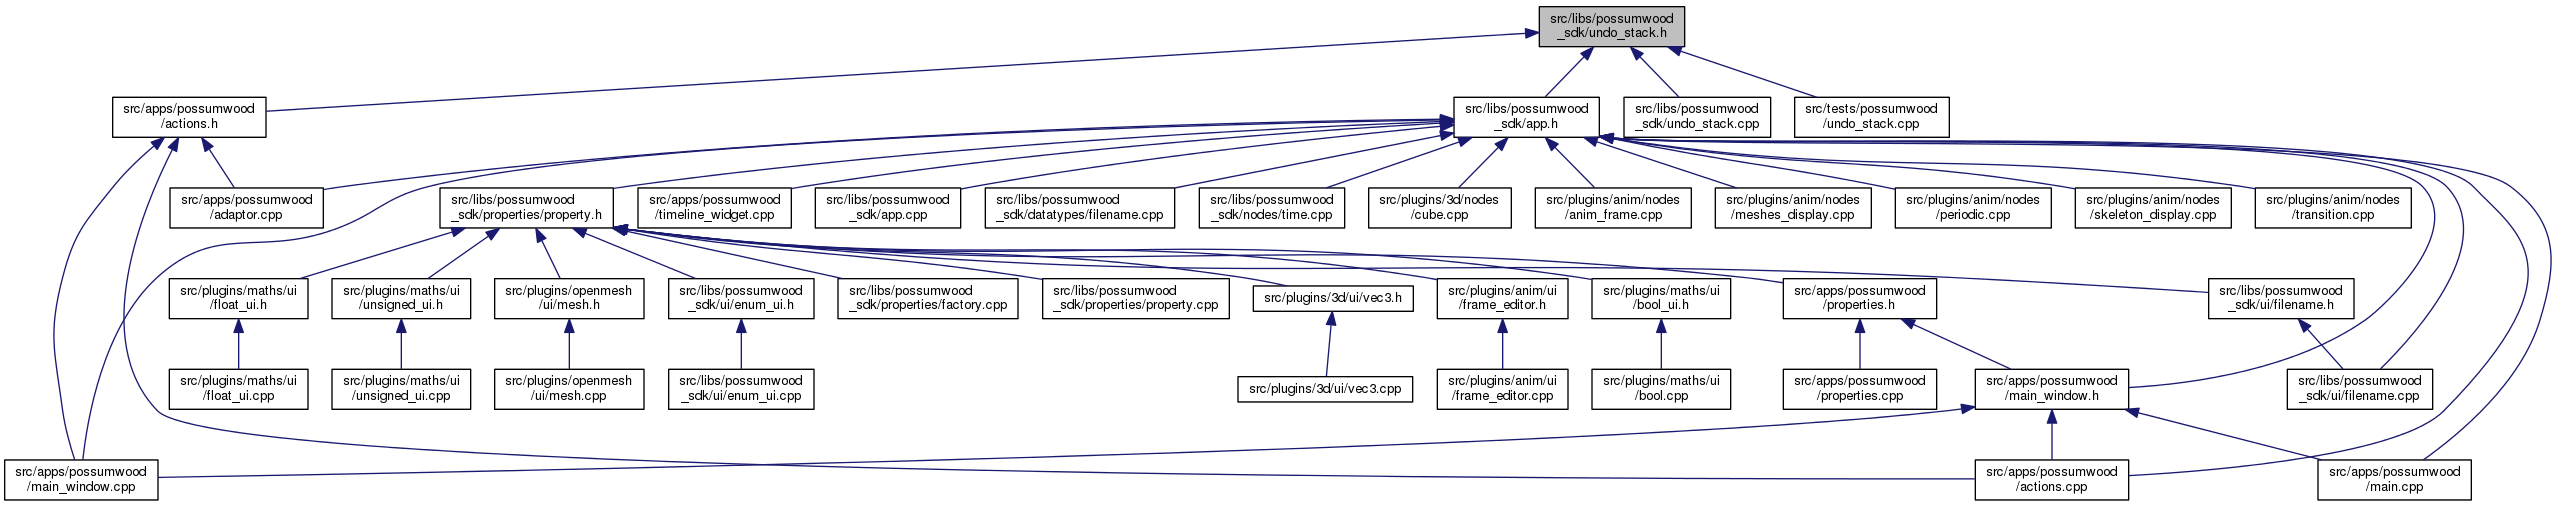 src/libs/possumwood
_sdk/undo_stack.h
src/apps/possumwood
/actions.h
src/libs/possumwood
_sdk/app.h
src/libs/possumwood
_sdk/undo_stack.cpp
src/tests/possumwood
/undo_stack.cpp
src/apps/possumwood
/adaptor.cpp
src/libs/possumwood
_sdk/properties/property.h
src/apps/possumwood
/timeline_widget.cpp
src/libs/possumwood
_sdk/app.cpp
src/libs/possumwood
_sdk/datatypes/filename.cpp
src/libs/possumwood
_sdk/nodes/time.cpp
src/plugins/3d/nodes
/cube.cpp
src/plugins/anim/nodes
/anim_frame.cpp
src/plugins/anim/nodes
/meshes_display.cpp
src/plugins/anim/nodes
/periodic.cpp
src/plugins/anim/nodes
/skeleton_display.cpp
src/plugins/anim/nodes
/transition.cpp
src/plugins/maths/ui
/float_ui.h
src/plugins/maths/ui
/unsigned_ui.h
src/plugins/openmesh
/ui/mesh.h
src/libs/possumwood
_sdk/ui/enum_ui.h
src/libs/possumwood
_sdk/properties/factory.cpp
src/libs/possumwood
_sdk/properties/property.cpp
src/plugins/3d/ui/vec3.h
src/plugins/anim/ui
/frame_editor.h
src/plugins/maths/ui
/bool_ui.h
src/apps/possumwood
/properties.h
src/libs/possumwood
_sdk/ui/filename.h
src/plugins/maths/ui
/float_ui.cpp
src/plugins/maths/ui
/unsigned_ui.cpp
src/plugins/openmesh
/ui/mesh.cpp
src/libs/possumwood
_sdk/ui/enum_ui.cpp
src/plugins/3d/ui/vec3.cpp
src/plugins/anim/ui
/frame_editor.cpp
src/plugins/maths/ui
/bool.cpp
src/apps/possumwood
/properties.cpp
src/apps/possumwood
/main_window.h
src/libs/possumwood
_sdk/ui/filename.cpp
src/apps/possumwood
/main_window.cpp
src/apps/possumwood
/actions.cpp
src/apps/possumwood
/main.cpp